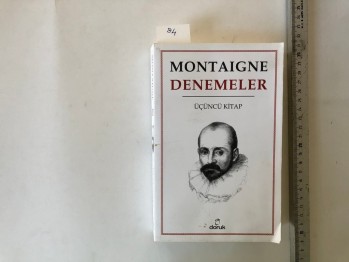 84
MONTAIGNE
DENEMELER
ÜÇÜNCÜ KİTAP
doruk